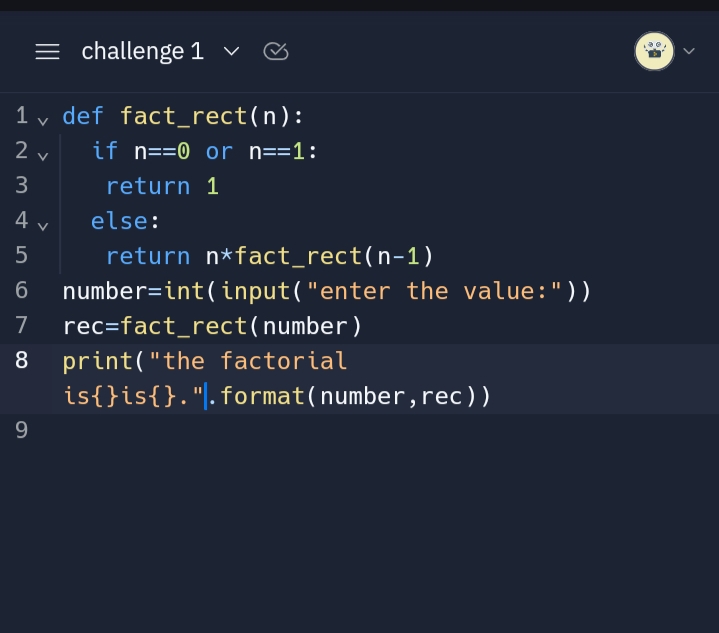 challenge 1
1 def fact_rect(n):
2 if n==0 or n==1:
3 return 1
4 else:
5 return n*fact_rect(n-1)
6 number=int(input("enter the value:"))
7 rec=fact_rect(number)
8 print("the factorial
is{}is{}.".format(number,rec))
9